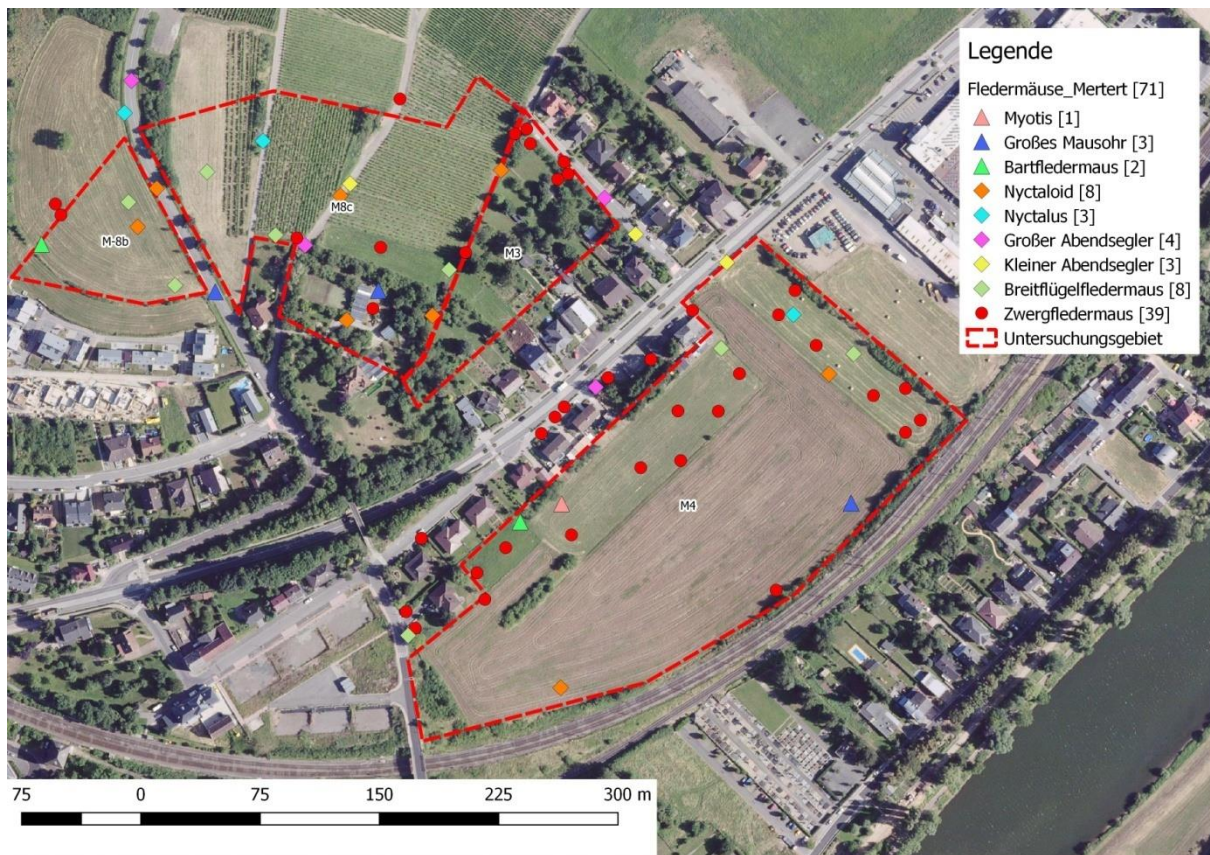 Legende
Fledermäuse_Mertert [71]
Myotis [1]
Großes Mausohr [3]
Bartfledermaus [2]
Nyctaloid [8]
Nyctalus [3]
Großer Abendsegler [4]
Kleiner Abendsegler [3]
Breitflügelfledermaus [8]
Zwergfledermaus [39]
Untersuchungsgebiet
M8c
M-8b
M3
M4
75 0 75 150 225 300 m